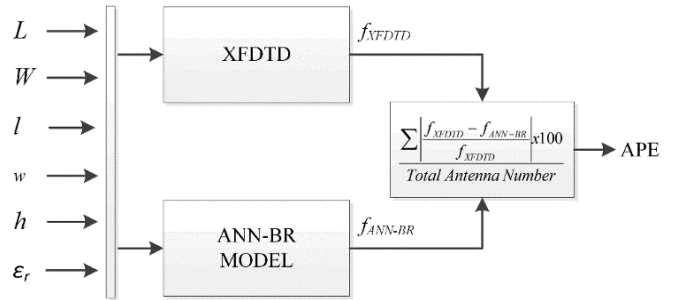 L
W
l
w
h
εr
XFDTD
fXFDTD
∑|fXFDTD − fANN−BR / fXFDTD|x100
Total Antenna Number
APE
ANN-BR
MODEL
fANN-BR